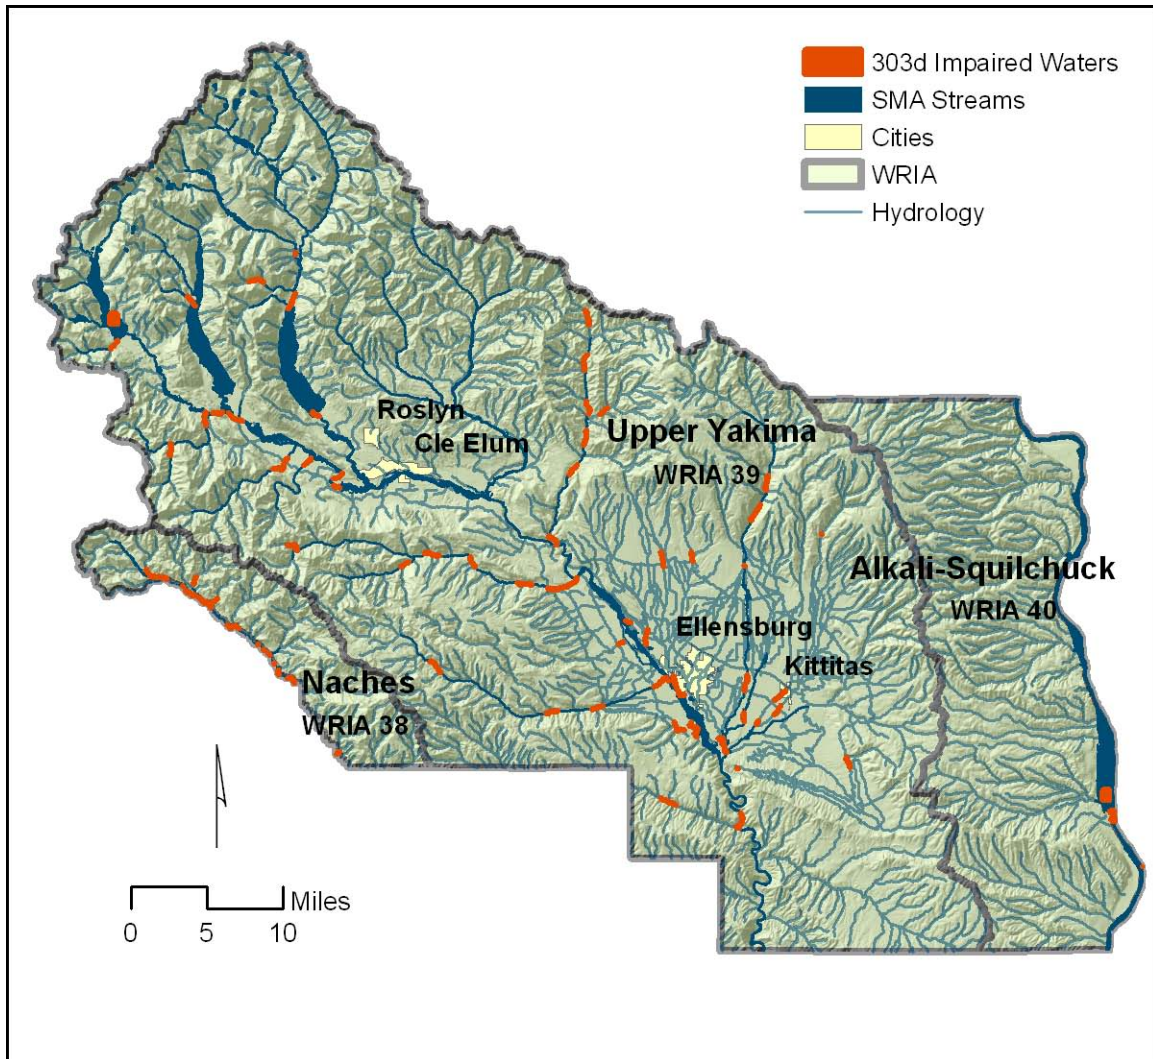 303d Impaired Waters
SMA Streams
Cities
WRIA
Hydrology
Roslyn
Cle Elum
Upper Yakima
WRIA 39
Alkali-Squilchuck
WRIA 40
Ellensburg
Kittitas
Naches
WRIA 38
Miles
0 5 10